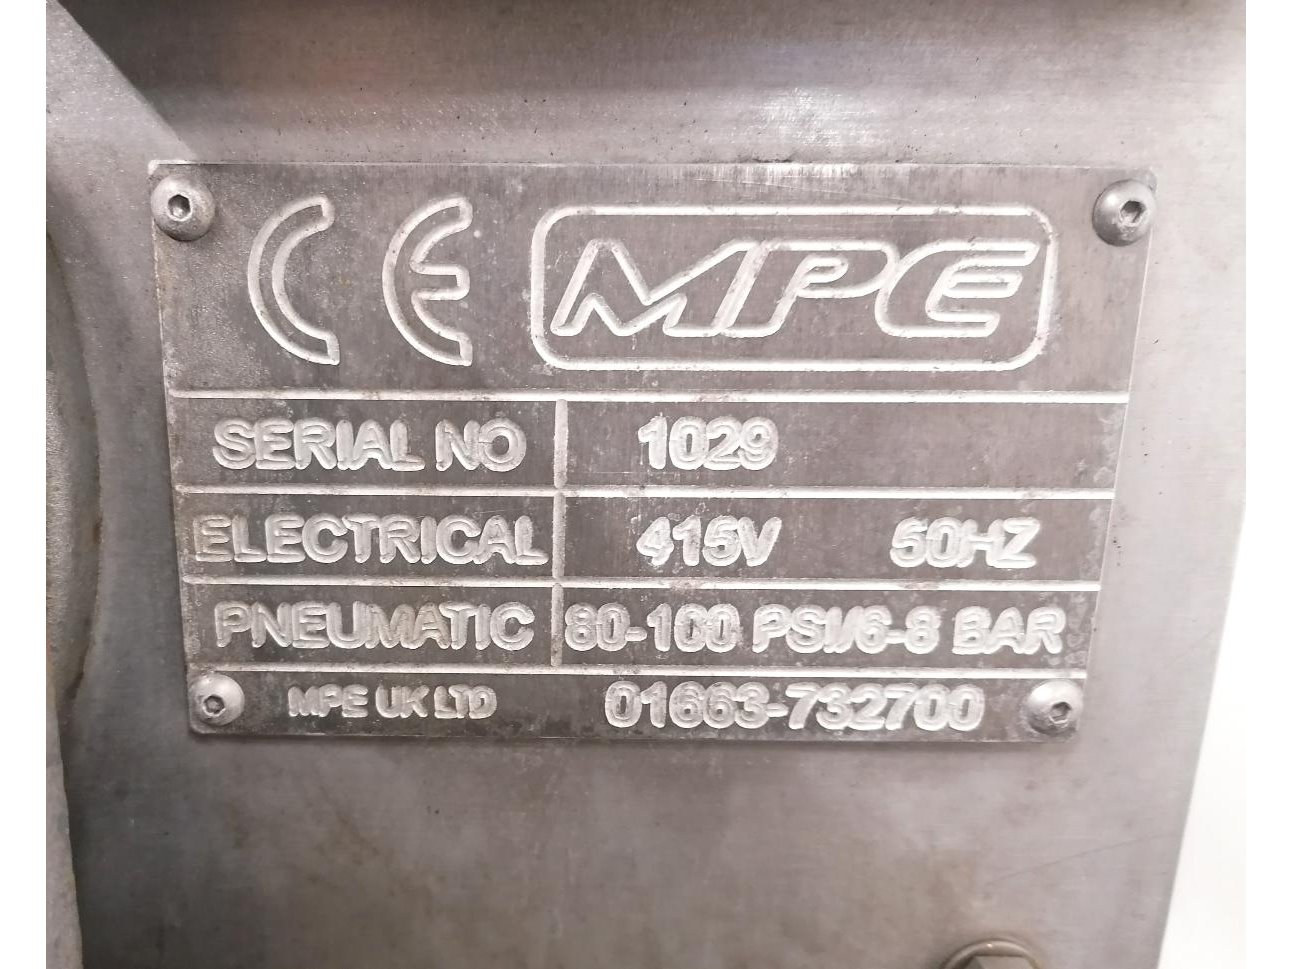 CE MPE
SERIAL NO 1029
ELECTRICAL 415V 50HZ
PNEUMATIC 80-100 PSI/6-8 BAR
MPE UK LTD 01663-732700